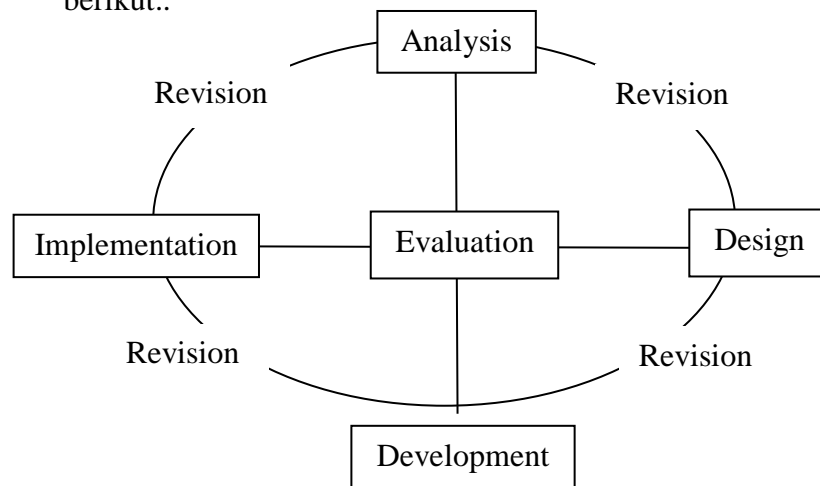 berikut..
Analysis
Revision
Revision
Implementation
Evaluation
Design
Revision
Revision
Development